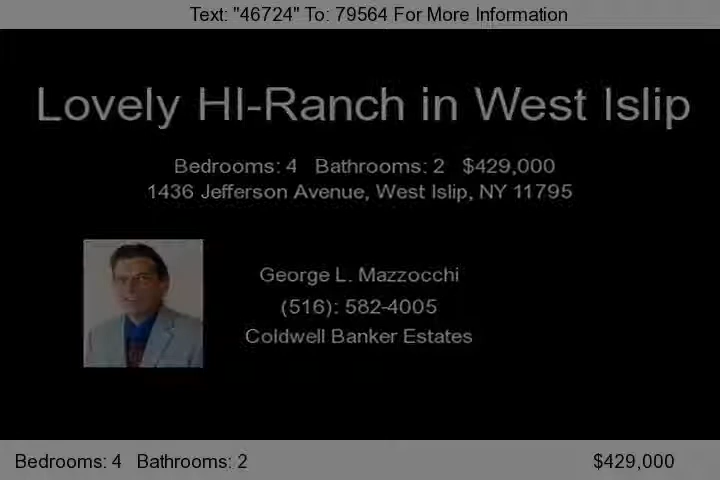 Text: "46724" To: 79564 For More Information
Lovely HI-Ranch in West Islip
Bedrooms: 4 Bathrooms: 2 $429,000
1436 Jefferson Avenue, West Islip, NY 11795
George L. Mazzocchi
(516): 582-4005
Coldwell Banker Estates
Bedrooms: 4 Bathrooms: 2 $429,000